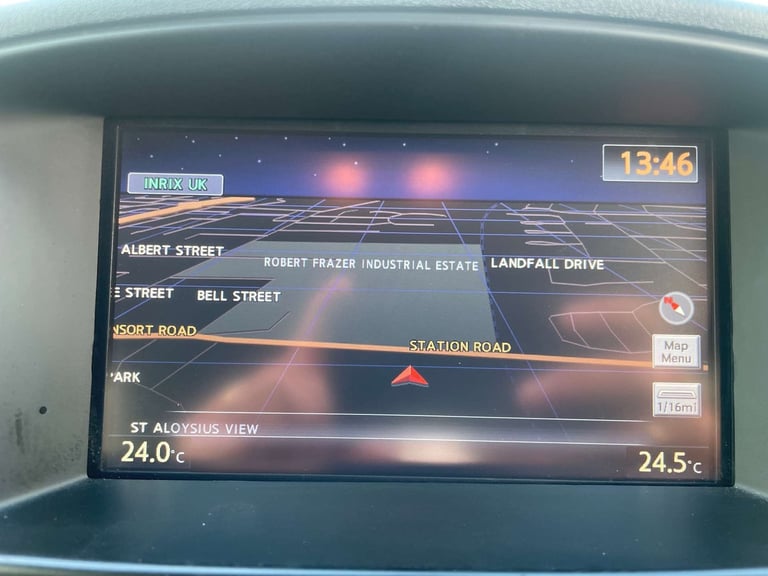 13:46
INRIX UK
ALBERT STREET
ROBERT FRAZER INDUSTRIAL ESTATE
LANDFALL DRIVE
E STREET
BELL STREET
N
NSORT ROAD
STATION ROAD
Map
Menu
ARK
1/16mi
ST ALOYSIUS VIEW
24.0°C
24.5°C